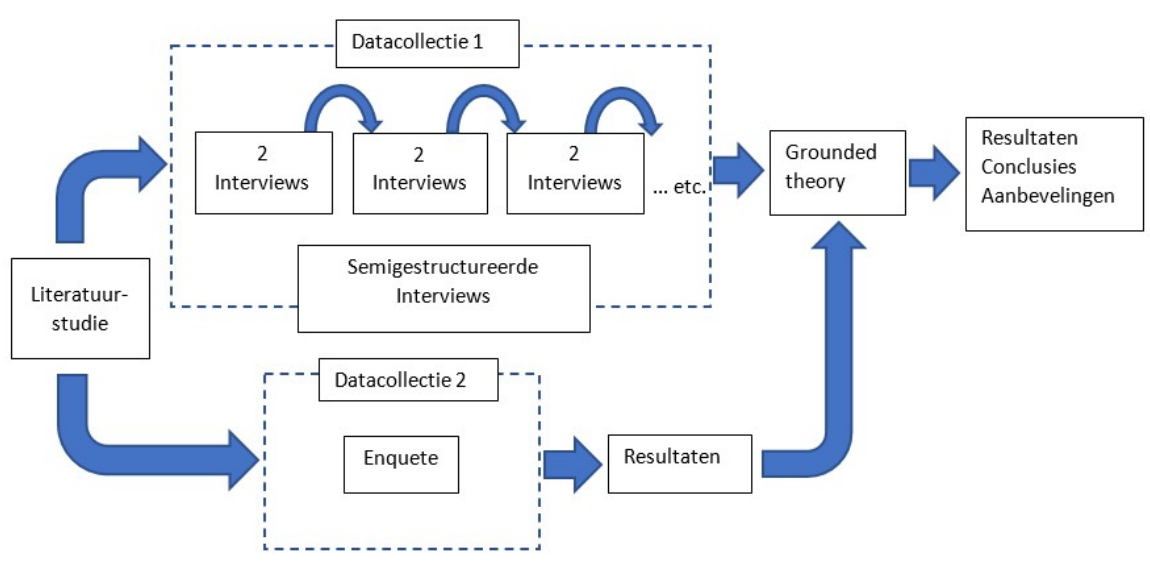 Datacollectie 1
2
Interviews
2
Interviews
2
Interviews
... etc.
Semigestructureerde
Interviews
Grounded
theory
Resultaten
Conclusies
Aanbevelingen
Literatuur-
studie
Datacollectie 2
Enquete
Resultaten